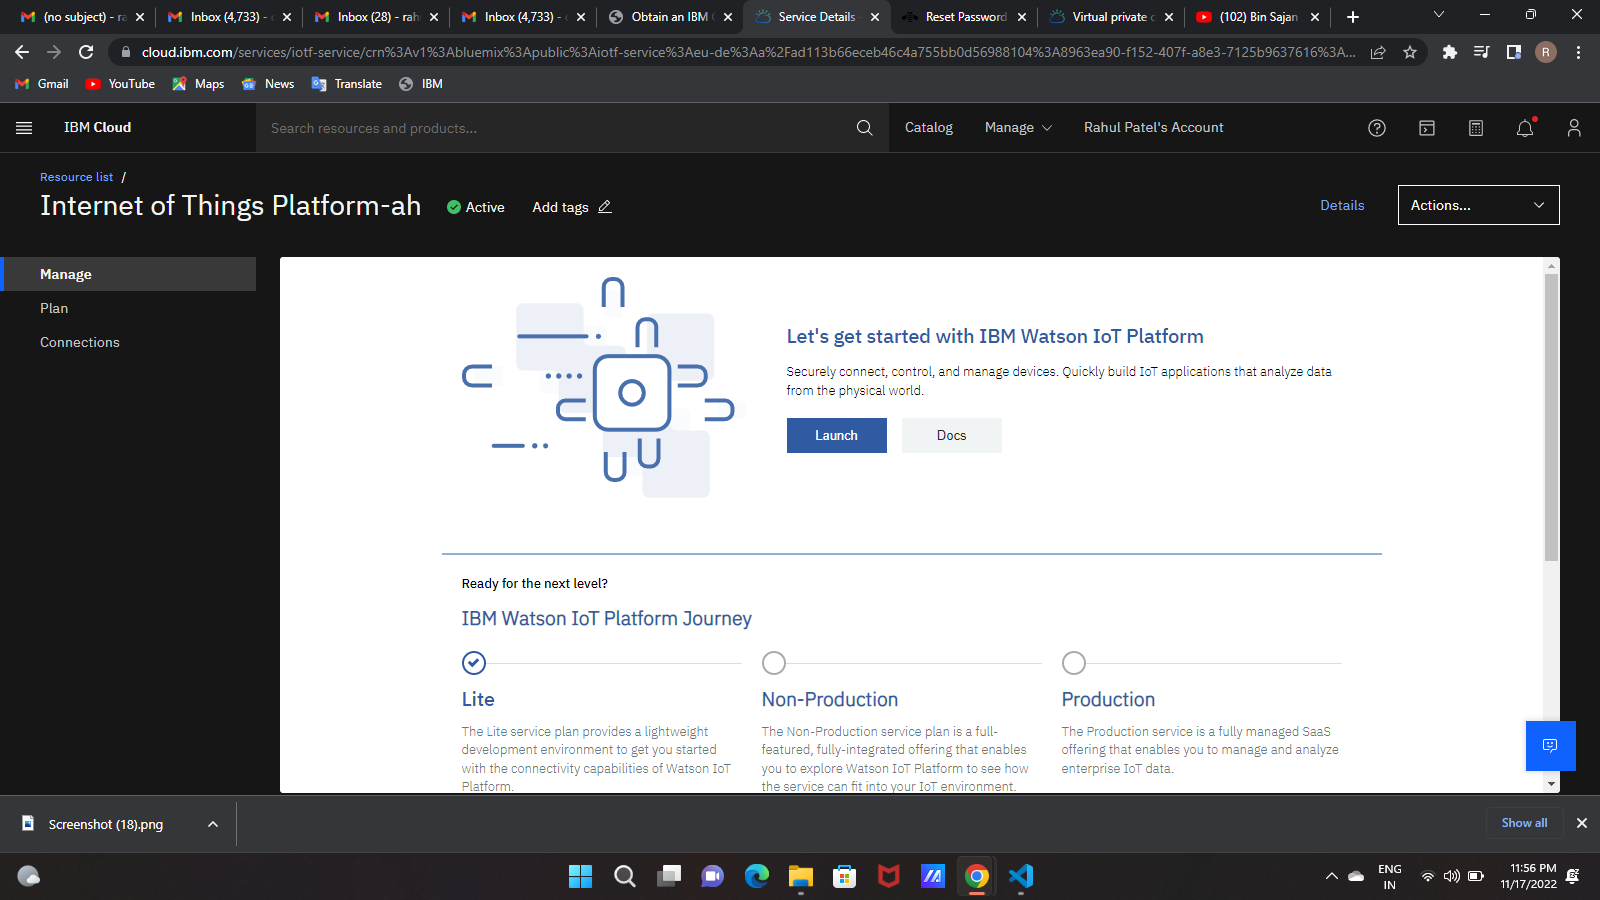 (no subject) - ra
Inbox (4,733) -
Inbox (28) - rah
Inbox (4,733) -
Obtain an IBM
Service Details
Reset Password
Virtual private c
(102) Bin Sajan
cloud.ibm.com/services/iotf-service/crn%3Av1%3Abluemix%3Apublic%3Aiotf-service%3Aeu-de%3Aa%2Fad113b66eceb46c4a755bb0d56988104%3A8963ea90-f152-407f-a8e3-7125b9637616%3A...
R
Gmail
YouTube
Maps
News
Translate
IBM
IBM Cloud
Search resources and products...
Catalog
Manage
Rahul Patel's Account
Resource list /
Internet of Things Platform-ah
Active
Add tags
Details
Actions...
Manage
Plan
Connections
Let's get started with IBM Watson IoT Platform
Securely connect, control, and manage devices. Quickly build IoT applications that analyze data
from the physical world.
Launch
Docs
Ready for the next level?
IBM Watson IoT Platform Journey
Lite
The Lite service plan provides a lightweight
development environment to get you started
with the connectivity capabilities of Watson IoT
Platform.
Non-Production
The Non-Production service plan is a full-
featured, fully-integrated offering that enables
you to explore Watson IoT Platform to see how
the service can fit into your IoT environment.
Production
The Production service is a fully managed SaaS
offering that enables you to manage and analyze
enterprise IoT data.
Screenshot (18).png
Show all
ENG
IN
11:56 PM
11/17/2022